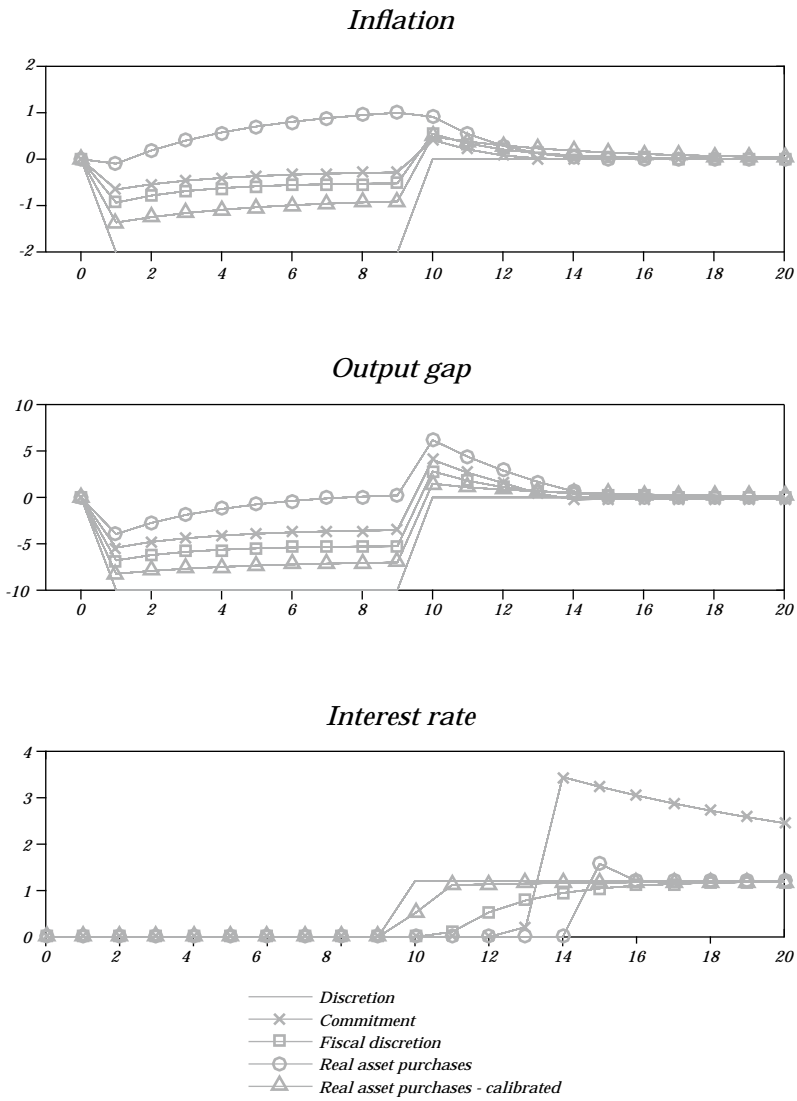 Inflation
2
1
0
-1
-2
0 2 4 6 8 10 12 14 16 18 20
Output gap
10
5
0
-5
-10
0 2 4 6 8 10 12 14 16 18 20
Interest rate
4
3
2
1
0
0 2 4 6 8 10 12 14 16 18 20
Discretion
Commitment
Fiscal discretion
Real asset purchases
Real asset purchases - calibrated